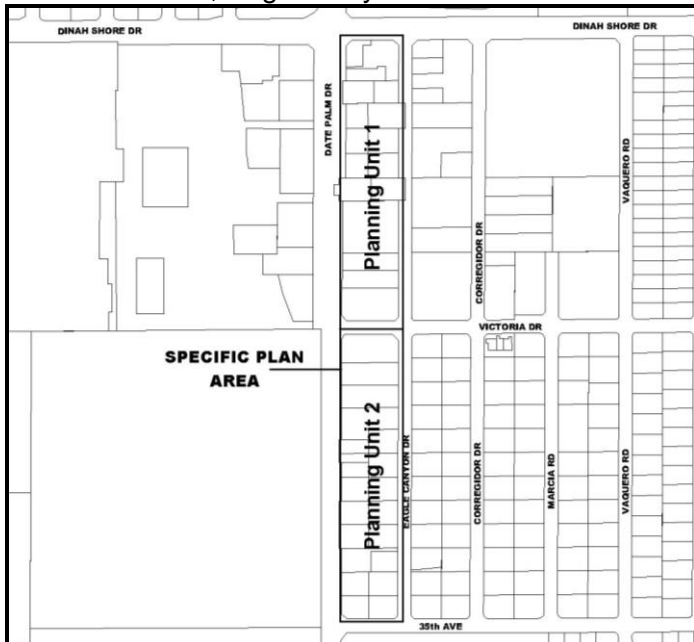 DINAH SHORE DR
DINAH SHORE DR
DATE PALM DR
Planning Unit 1
VAQUERO RD
CORREGIDOR DR
VICTORIA DR
SPECIFIC PLAN
AREA
Planning Unit 2
EAGLE CANYON DR
CORREGIDOR DR
MARCIA RD
VAQUERO RD
35th AVE